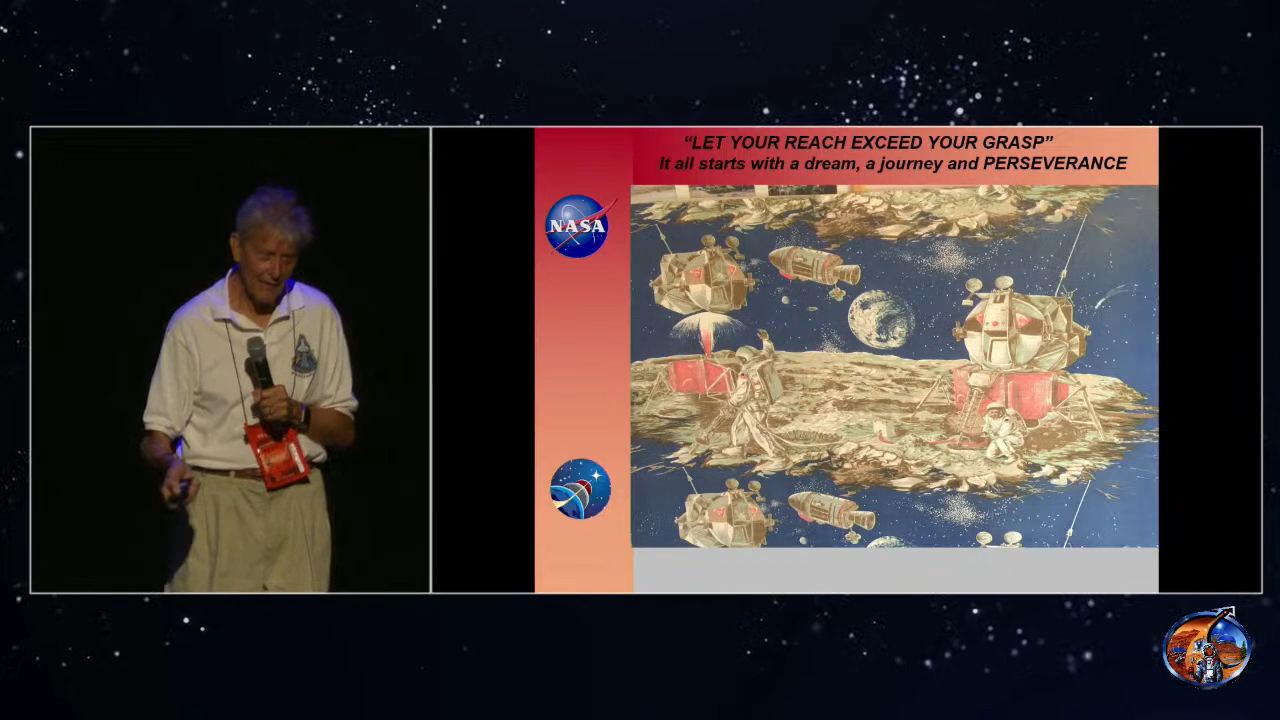 “LET YOUR REACH EXCEED YOUR GRASP”
It all starts with a dream, a journey and PERSEVERANCE
NASA